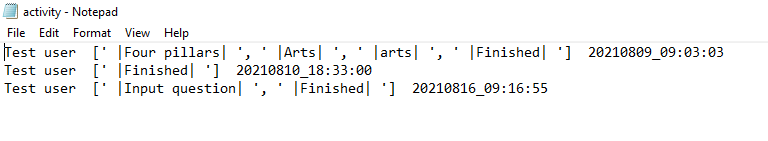 activity - Notepad
File Edit Format View Help
Test user  [' |Four pillars| ', ' |Arts| ', ' |arts| ', ' |Finished| ']  20210809_09:03:03
Test user  [' |Finished| ']  20210810_18:33:00
Test user  [' |Input question| ', ' |Finished| ']  20210816_09:16:55